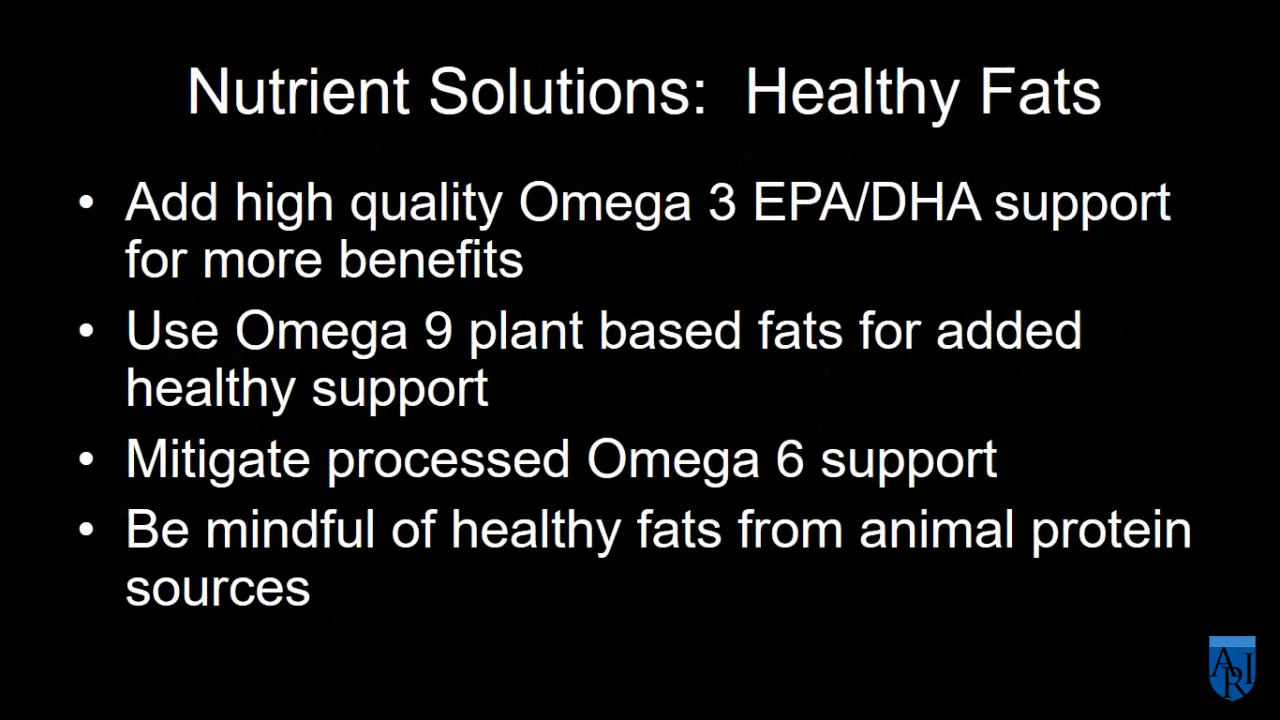 Nutrient Solutions:  Healthy Fats
• Add high quality Omega 3 EPA/DHA support
for more benefits
• Use Omega 9 plant based fats for added
healthy support
• Mitigate processed Omega 6 support
• Be mindful of healthy fats from animal protein
sources
ARI